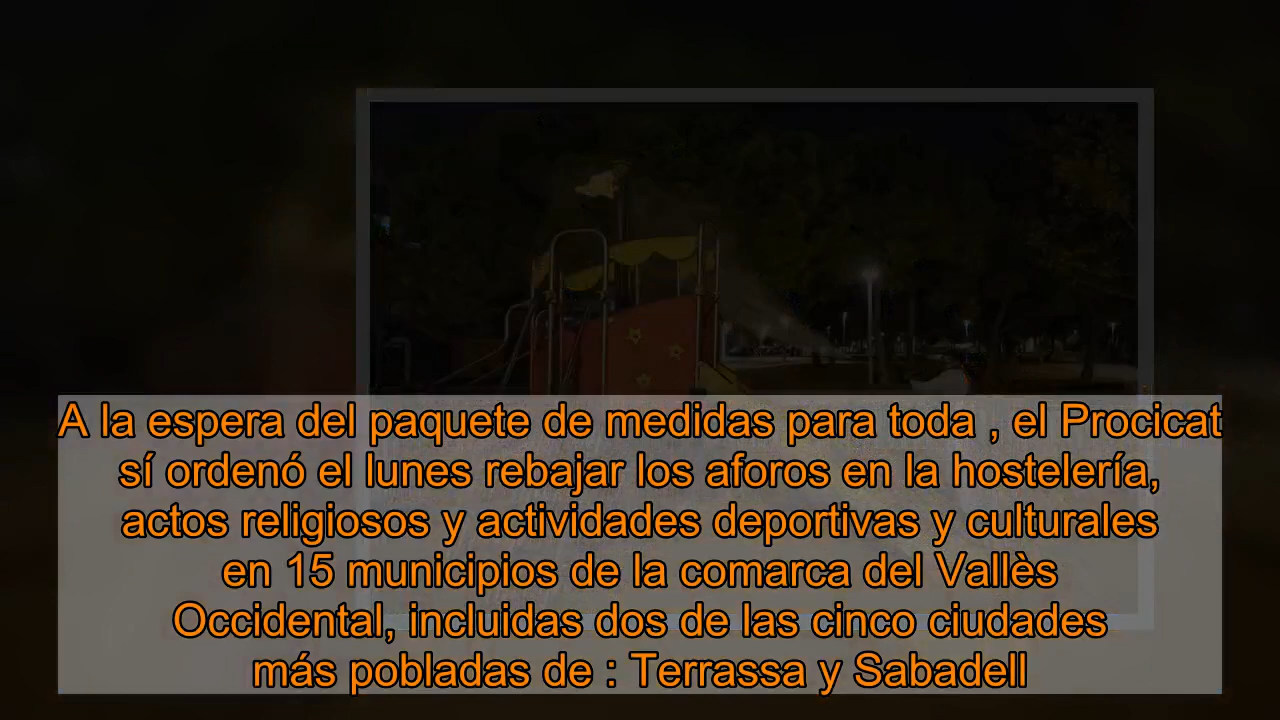 A la espera del paquete de medidas para toda , el Procicat
sí ordenó el lunes rebajar los aforos en la hostelería,
actos religiosos y actividades deportivas y culturales
en 15 municipios de la comarca del Vallès
Occidental, incluidas dos de las cinco ciudades
más pobladas de : Terrassa y Sabadell